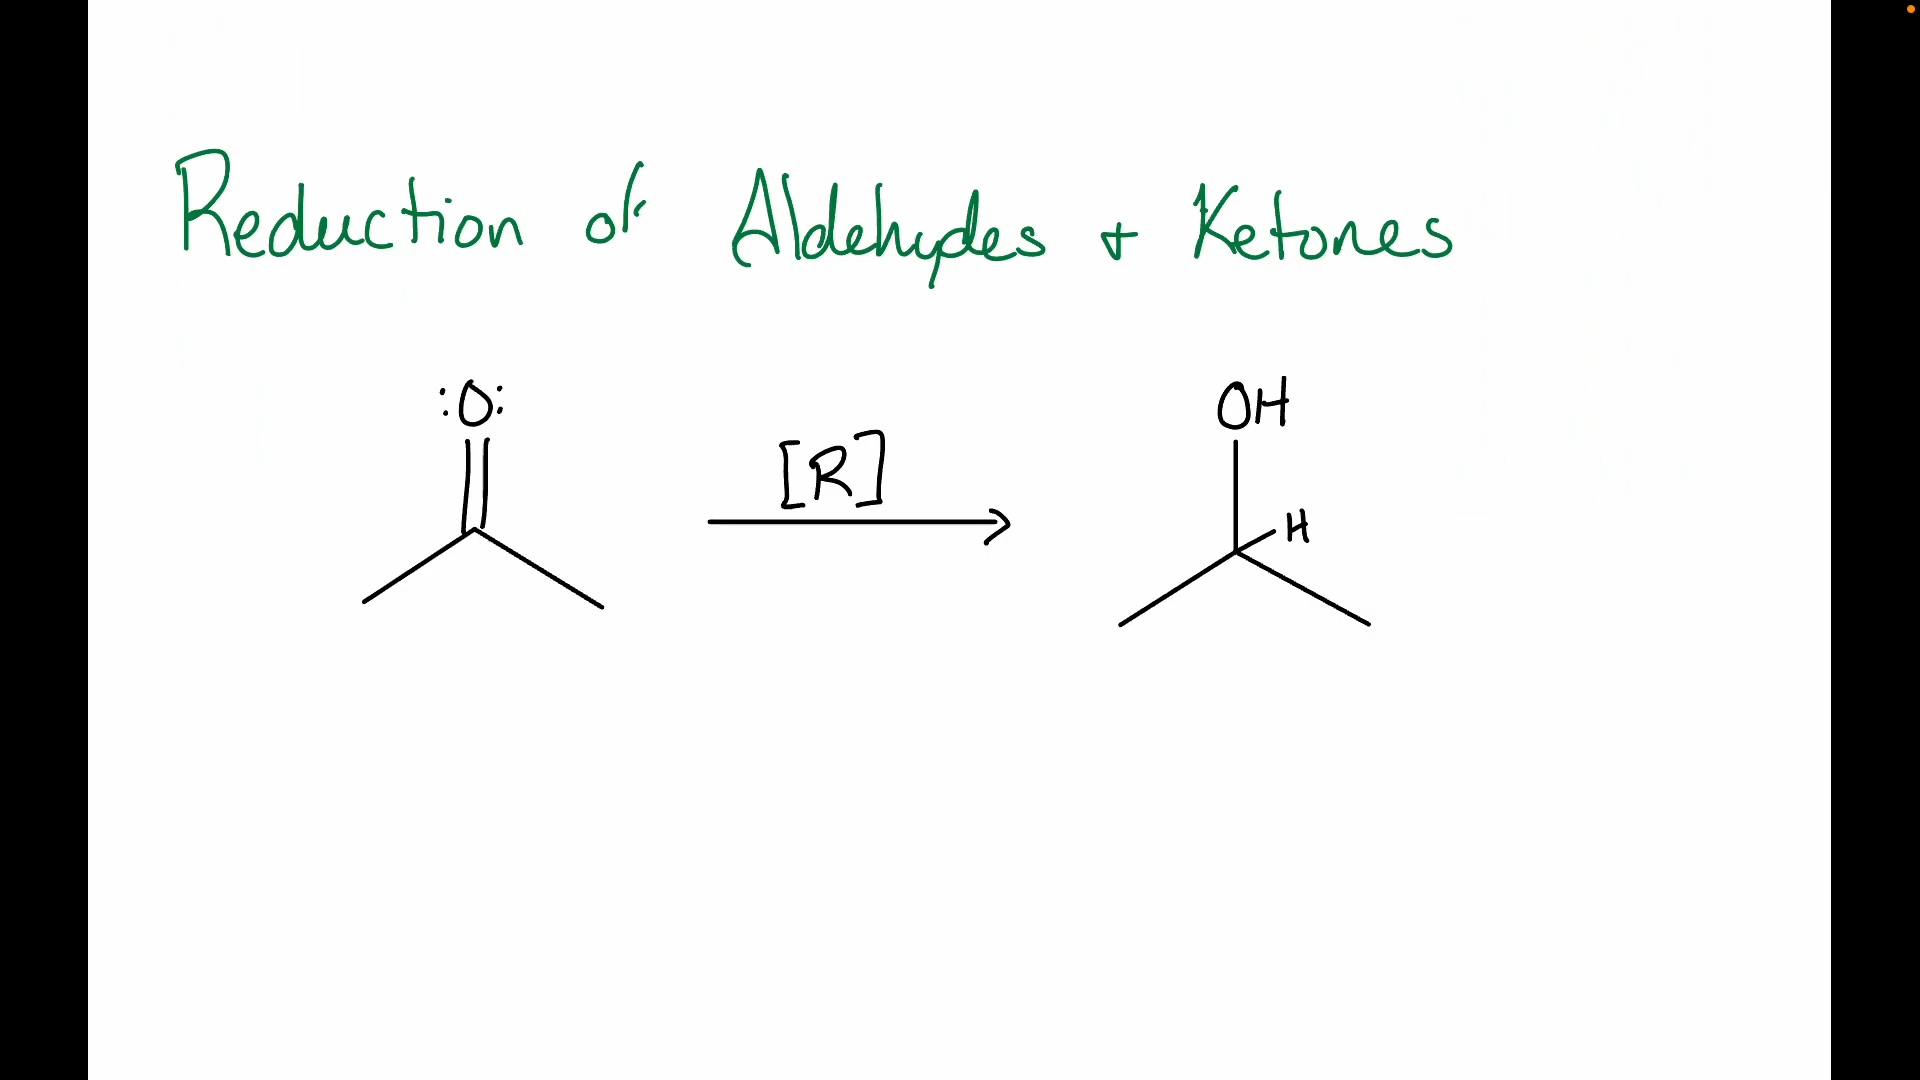 Reduction of Aldehydes + Ketones
:O: [R] OH
H